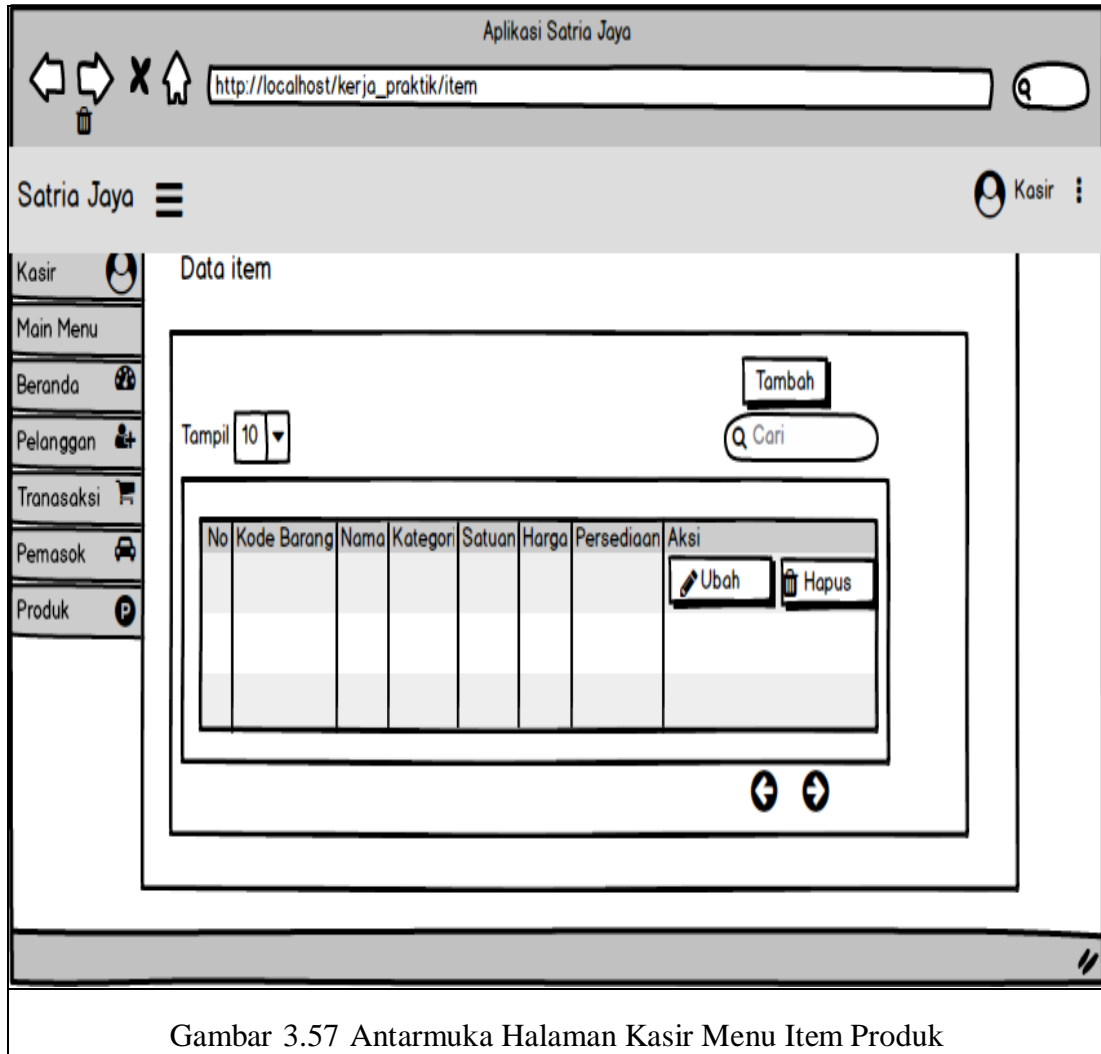 Aplikasi Satria Jaya
http://localhost/kerja_praktik/item
Satria Jaya
Kasir
Kasir
Main Menu
Beranda
Pelanggan
Tranasaksi
Pemasok
Produk
P
Data item
Tambah
Tampil 10
Cari
No Kode Barang Nama Kategori Satuan Harga Persediaan Aksi
Ubah Hapus
Gambar 3.57 Antarmuka Halaman Kasir Menu Item Produk